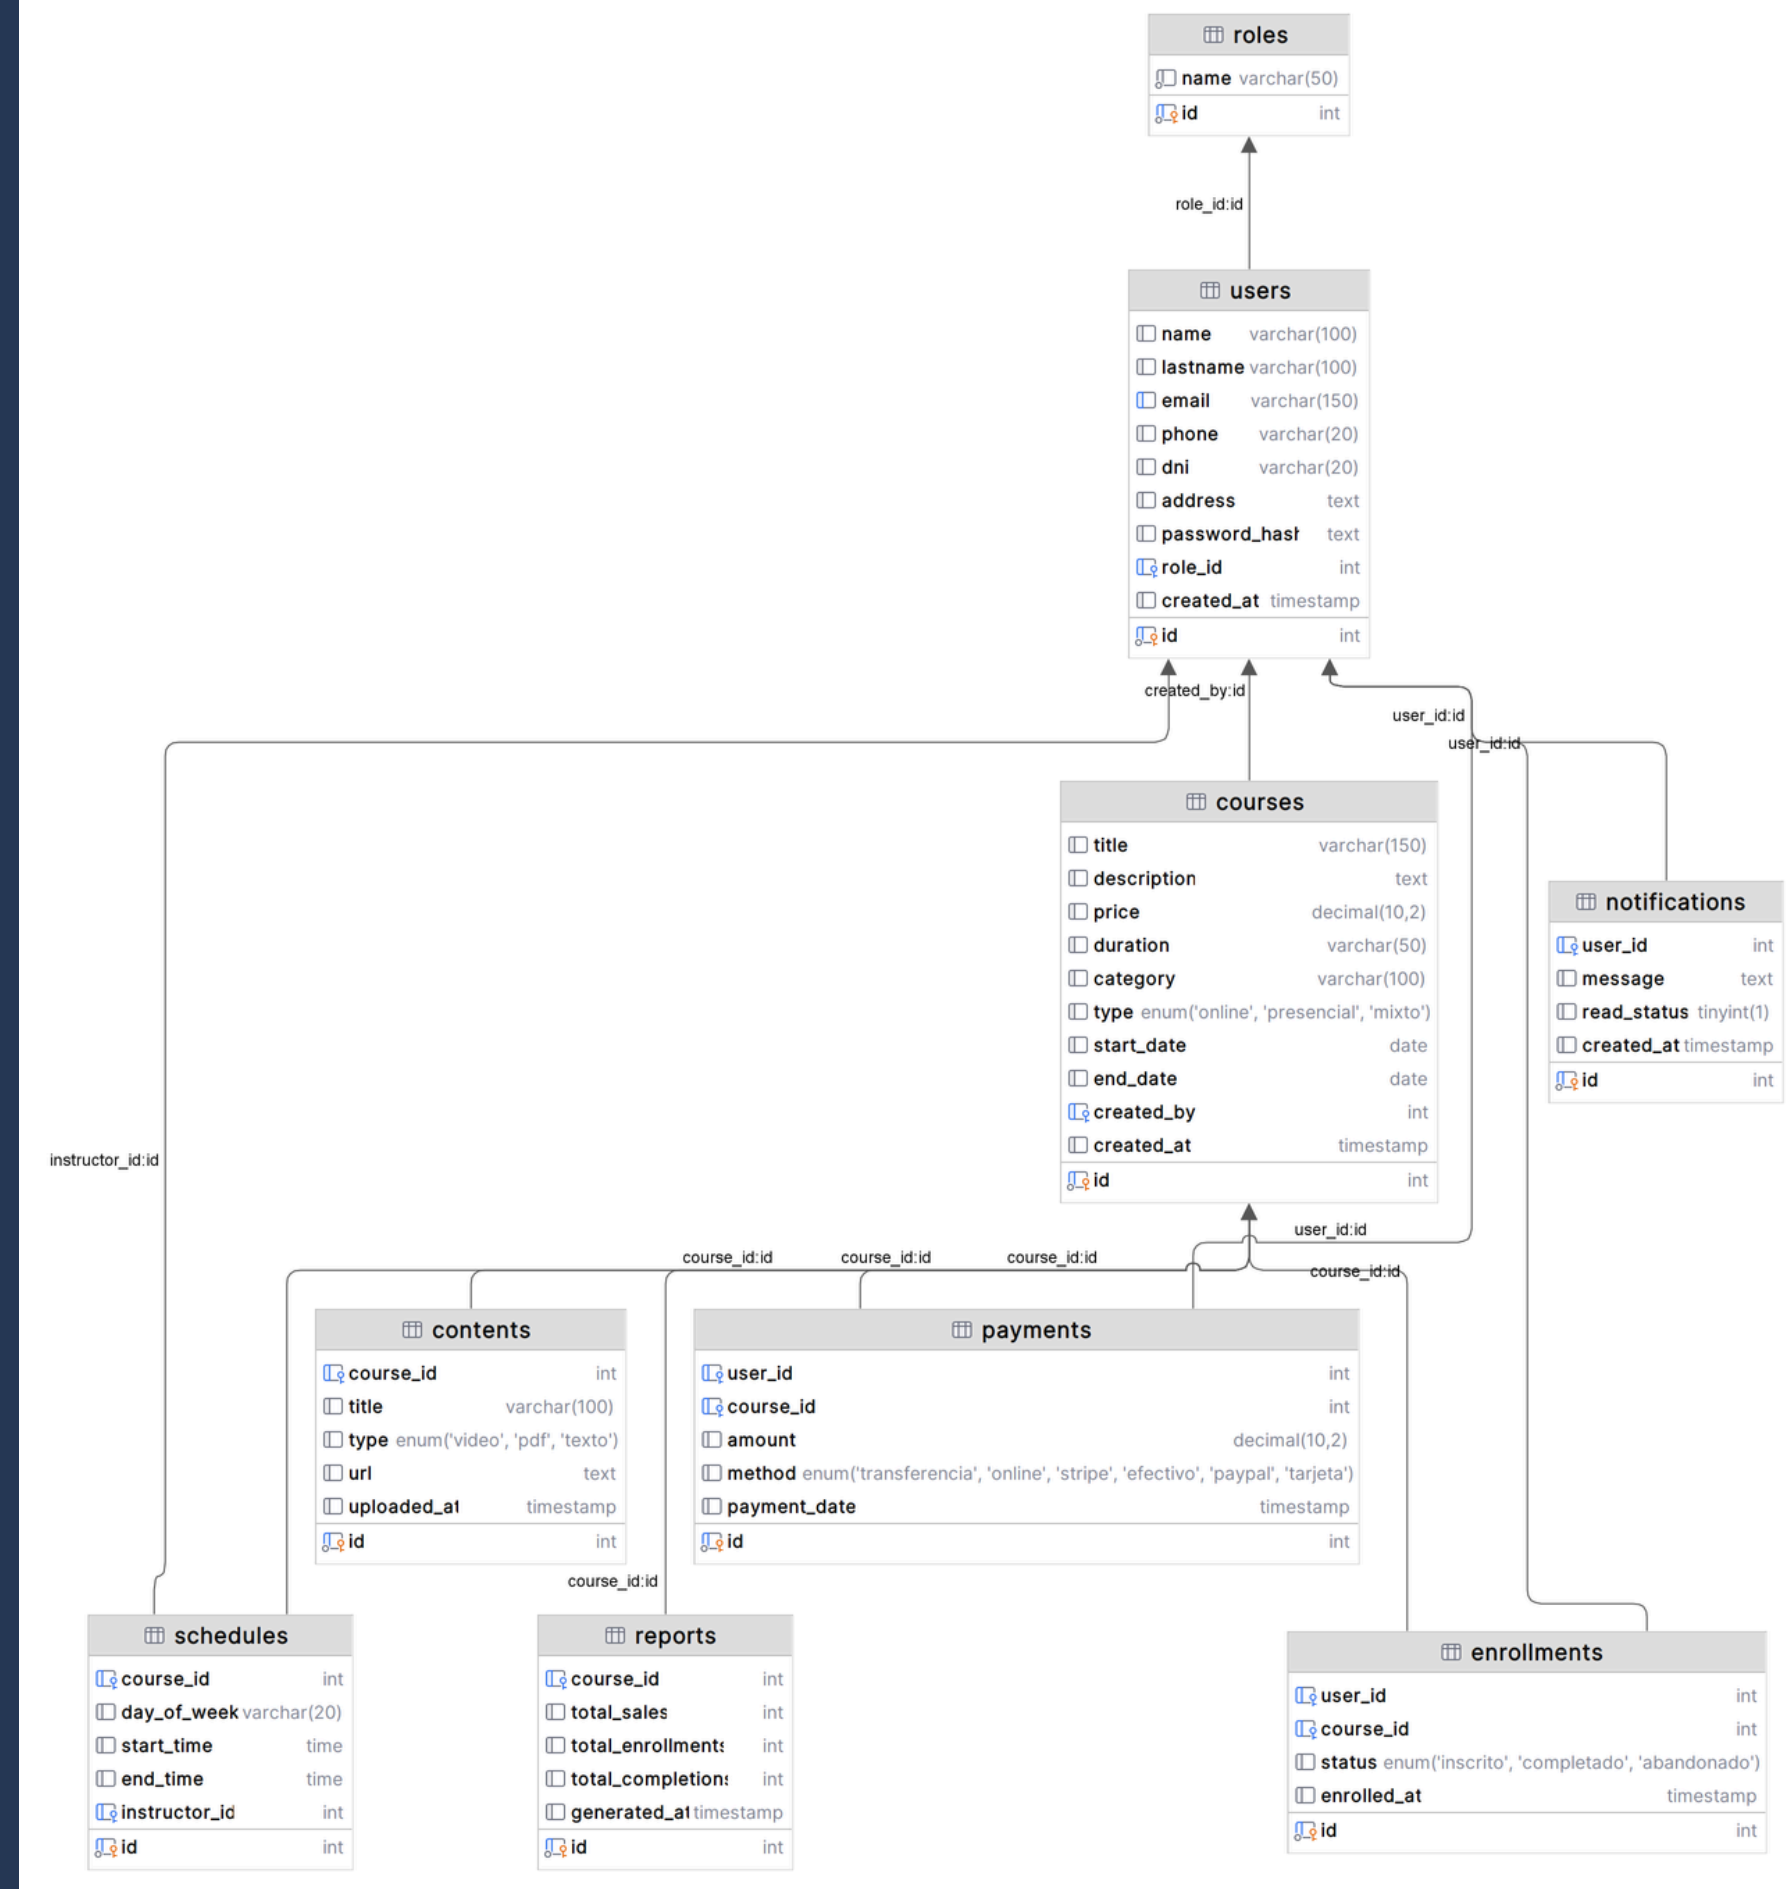 roles
name varchar(50)
id int
role_id:id
users
name varchar(100)
lastname varchar(100)
email varchar(150)
phone varchar(20)
dni varchar(20)
address text
password_hash text
role_id int
created_at timestamp
id int
created_by:id
user_id:id
user_id:id
courses
title varchar(150)
description text
price decimal(10,2)
duration varchar(50)
category varchar(100)
type enum('online', 'presencial', 'mixto')
start_date date
end_date date
created_by int
created_at timestamp
id int
notifications
user_id int
message text
read_status tinyint(1)
created_at timestamp
id int
instructor_id:id
user_id:id
course_id:id course_id:id course_id:id
course_id:id
contents
course_id int
title varchar(100)
type enum('video', 'pdf', 'texto')
url text
uploaded_at timestamp
id int
payments
user_id int
course_id int
amount decimal(10,2)
method enum('transferencia', 'online', 'stripe', 'efectivo', 'paypal', 'tarjeta')
payment_date timestamp
id int
course_id:id
schedules
course_id int
day_of_week varchar(20)
start_time time
end_time time
instructor_id int
id int
reports
course_id int
total_sales int
total_enrollments int
total_completions int
generated_at timestamp
id int
enrollments
user_id int
course_id int
status enum('inscrito', 'completado', 'abandonado')
enrolled_at timestamp
id int